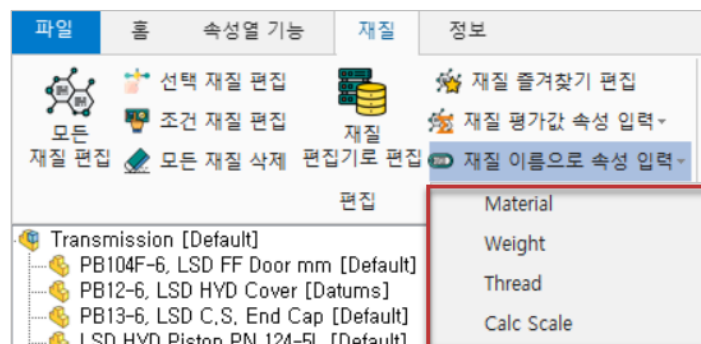 파일 홈 속성열 기능 재질 정보
모든 재질 편집
선택 재질 편집
조건 재질 편집
모든 재질 삭제
재질 편집기로 편집
재질 즐겨찾기 편집
재질 평가값 속성 입력
재질 이름으로 속성 입력
편집
Material
Weight
Thread
Calc Scale
Transmission [Default]
PB104F-6, LSD FF Door mm [Default]
PB12-6, LSD HYD Cover [Datums]
PB13-6, LSD C,S, End Cap [Default]
LSD HYD Piston PN 124-5L [Default]